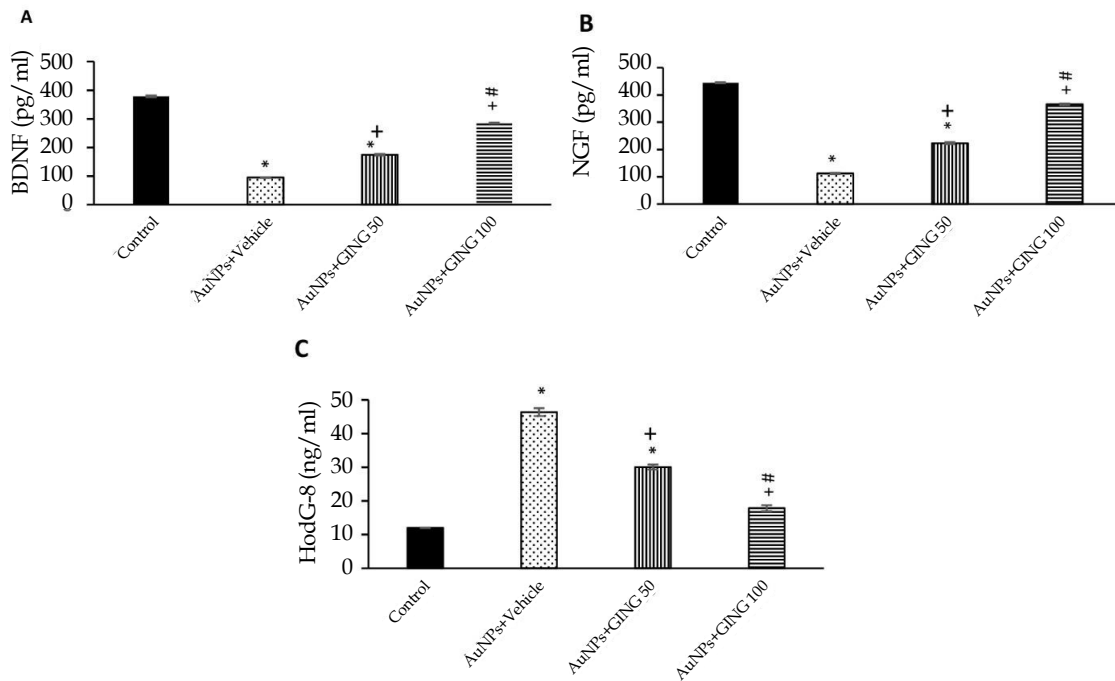 A
BDNF (pg/ml)
500
400
300
200
100
0
*
+
*
#
+
Control
AuNPs+Vehicle
AuNPs+GING 50
AuNPs+GING 100
B
NGF (pg/ml)
500
400
300
200
100
0
*
+
*
#
+
Control
AuNPs+Vehicle
AuNPs+GING 50
AuNPs+GING 100
C
HodG-8 (ng/ml)
50
40
30
20
10
0
*
+
*
#
+
Control
AuNPs+Vehicle
AuNPs+GING 50
AuNPs+GING 100